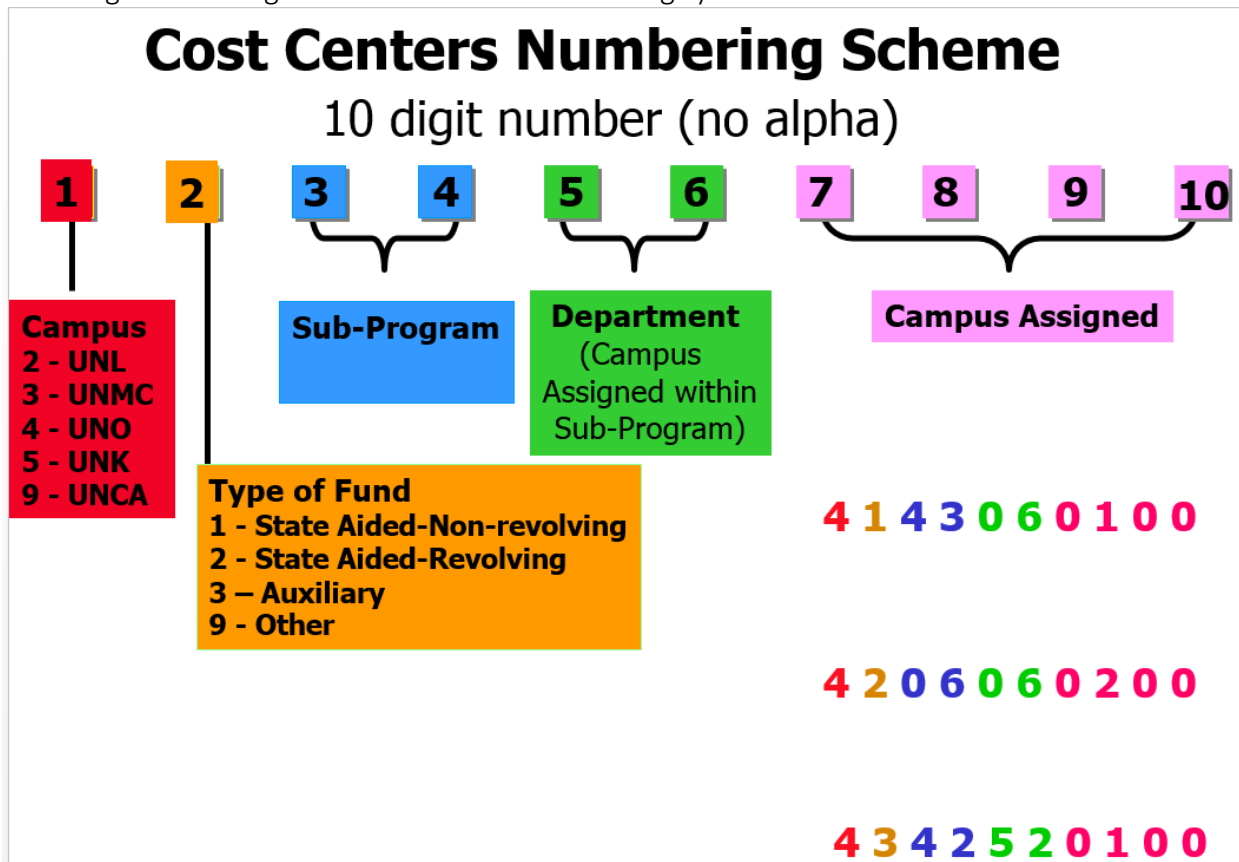 Cost Centers Numbering Scheme
10 digit number (no alpha)
1 2 3 4 5 6 7 8 9 10
Campus
2 - UNL
3 - UNMC
4 - UNO
5 - UNK
9 - UNCA
Sub-Program
Department
(Campus
Assigned within
Sub-Program)
Campus Assigned
Type of Fund
1 - State Aided-Non-revolving
2 - State Aided-Revolving
3 – Auxiliary
9 - Other
4 1 4 3 0 6 0 1 0 0
4 2 0 6 0 6 0 2 0 0
4 3 4 2 5 2 0 1 0 0